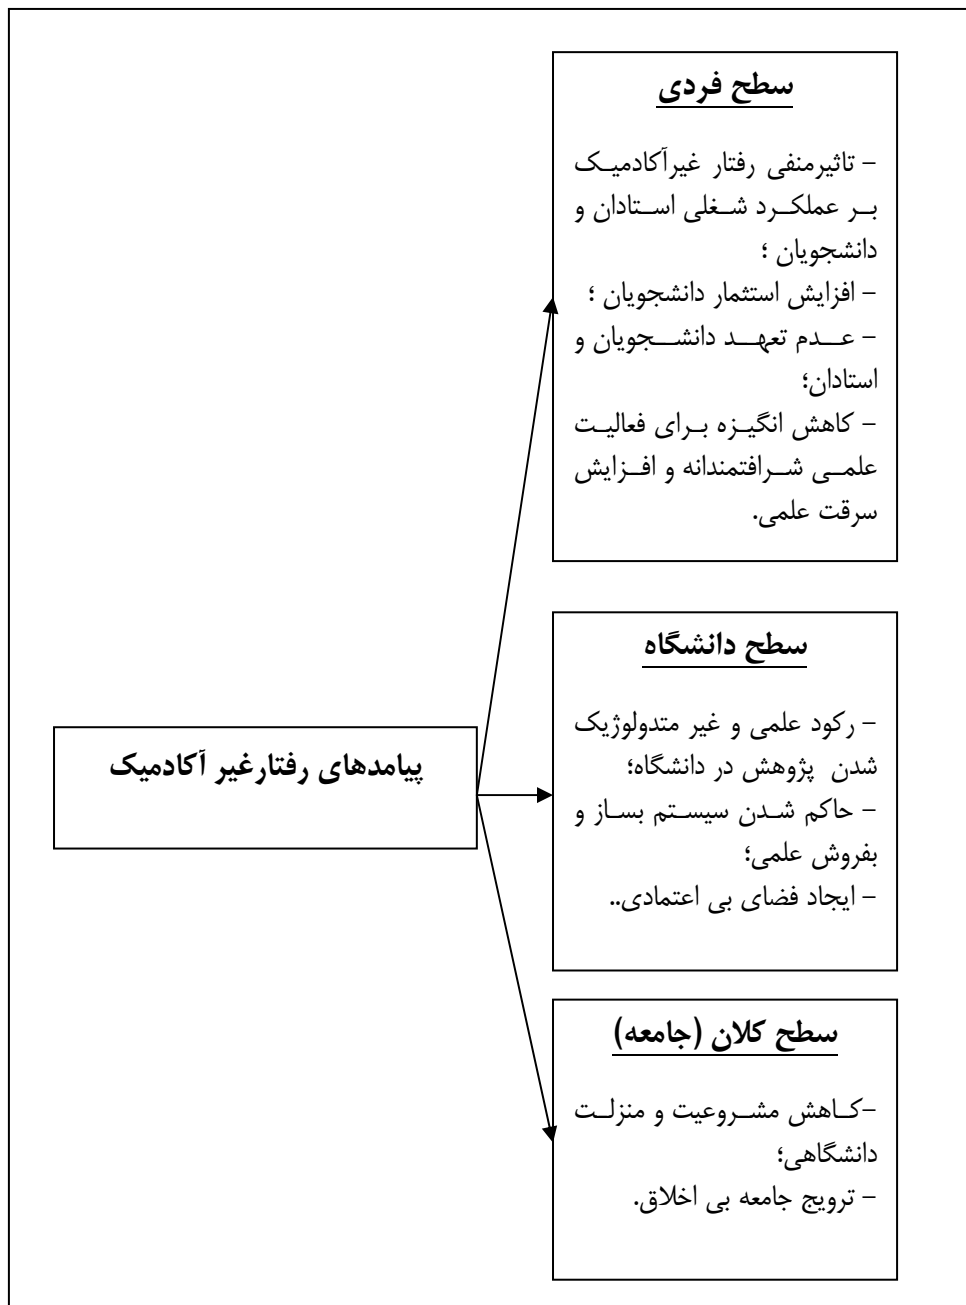 سطح فردی
- تاثیرمنفی رفتار غیرآکادمیک
بر عملکرد شغلی استادان و
دانشجویان ؛
- افزایش استثمار دانشجویان ؛
- عدم تعهد دانشجویان و
استادان؛
- کاهش انگیزه برای فعالیت
علمی شرافتمندانه و افزایش
سرقت علمی.
سطح دانشگاه
- رکود علمی و غیر متدولوژیک
شدن پژوهش در دانشگاه؛
- حاکم شدن سیستم بساز و
بفروش علمی؛
- ایجاد فضای بی اعتمادی..
پیامدهای رفتارغیر آکادمیک
سطح کلان (جامعه)
-کاهش مشروعیت و منزلت
دانشگاهی؛
- ترویج جامعه بی اخلاق.